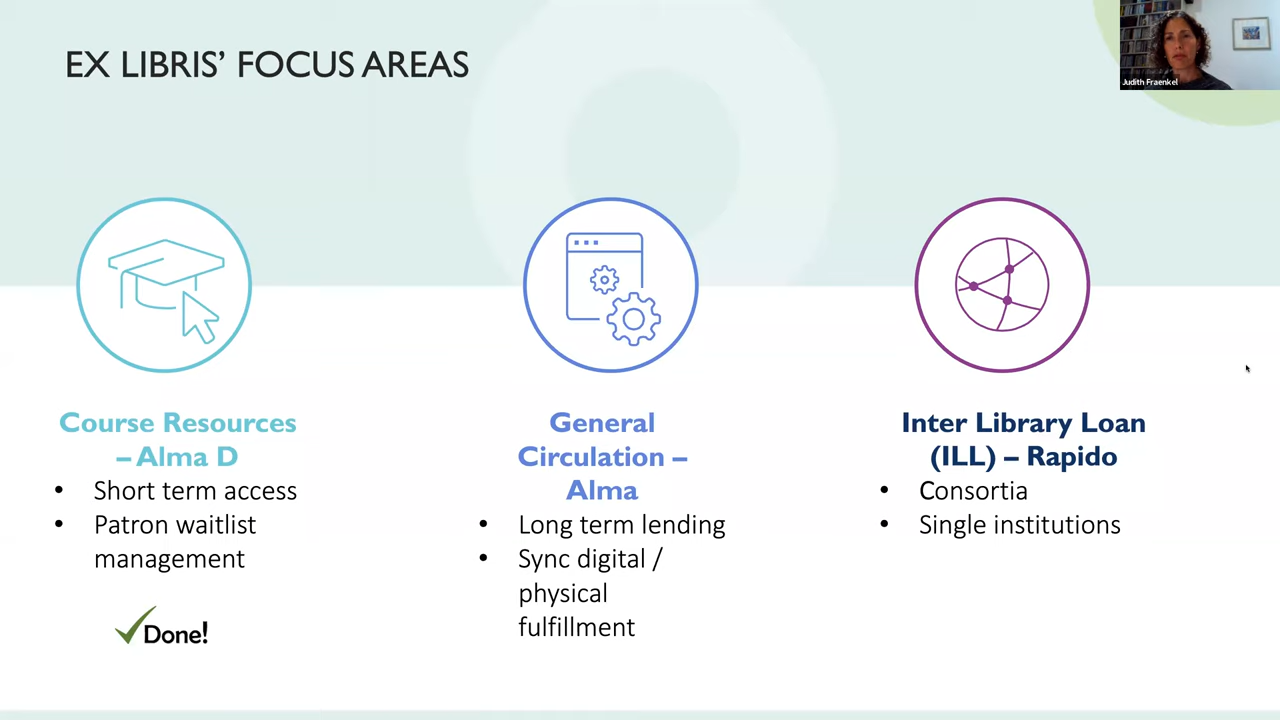 EX LIBRIS’ FOCUS AREAS
Judith Fraenkel
Course Resources
– Alma D
• Short term access
• Patron waitlist
management
Done!
General
Circulation –
Alma
• Long term lending
• Sync digital /
physical
fulfillment
Inter Library Loan
(ILL) – Rapido
• Consortia
• Single institutions